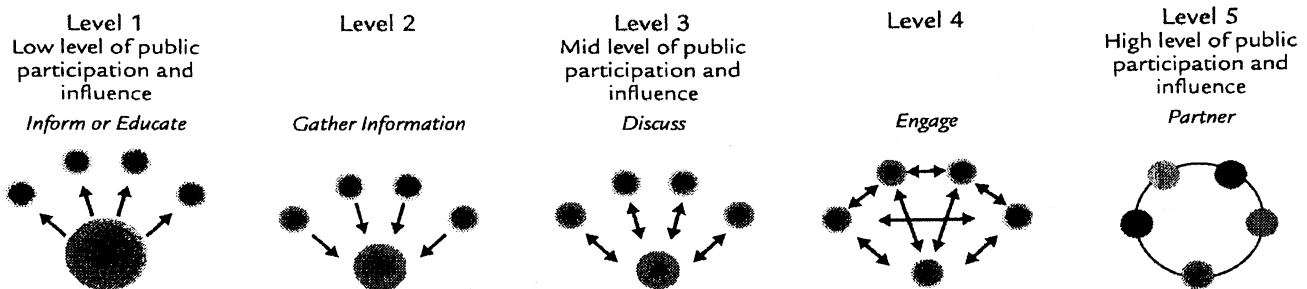 Level 1
Low level of public
participation and
influence
Inform or Educate
Level 2
Gather Information
Level 3
Mid level of public
participation and
influence
Discuss
Level 4
Engage
Level 5
High level of public
participation and
influence
Partner